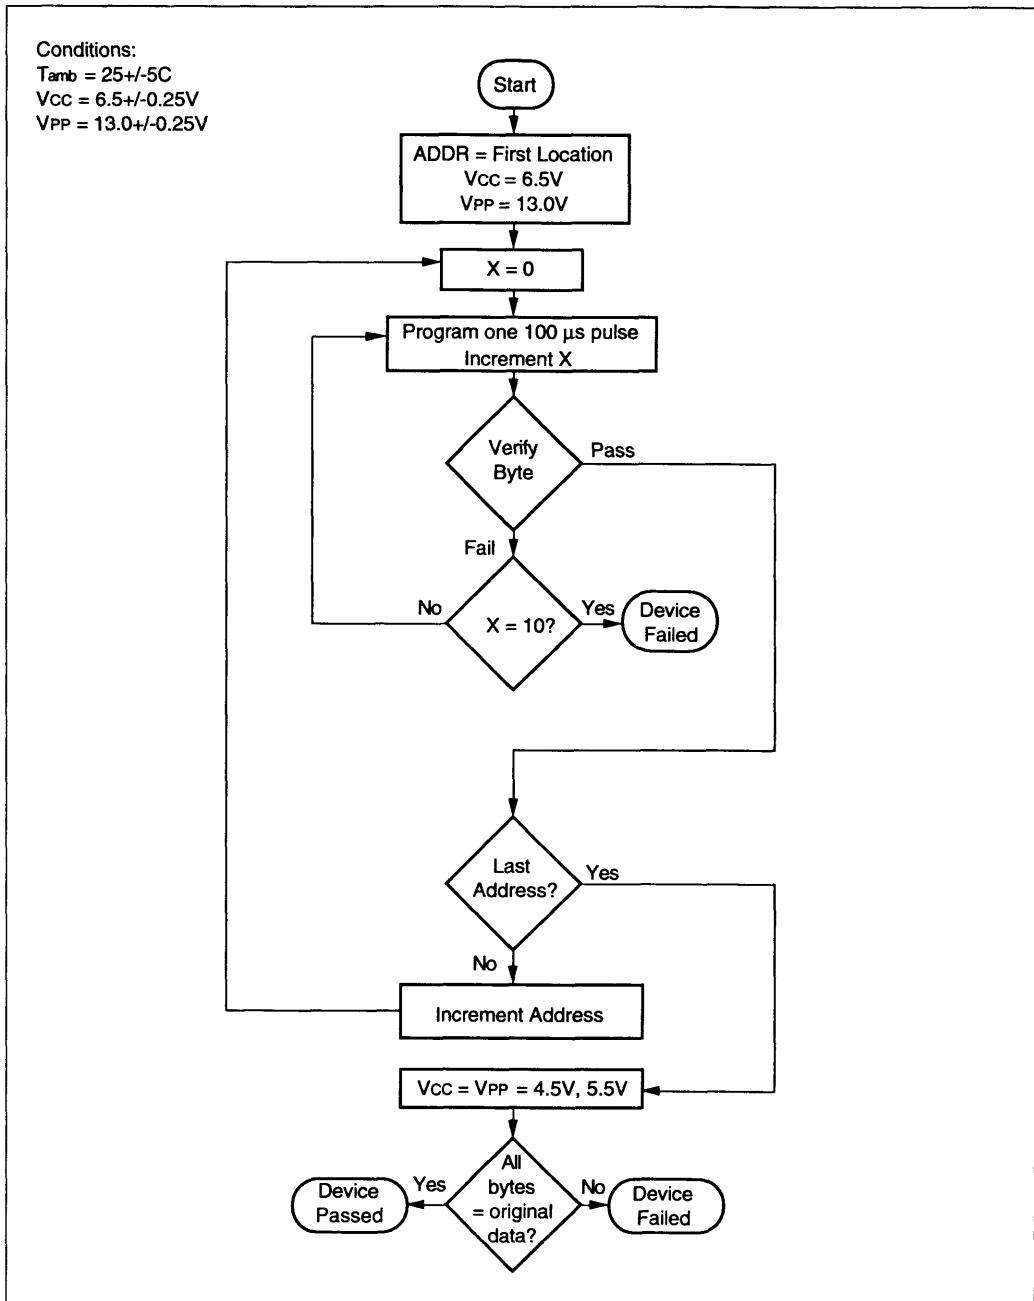 Conditions:
Tamb = 25+/-5C
VCC = 6.5+/-0.25V
VPP = 13.0+/-0.25V
Start
ADDR = First Location
VCC = 6.5V
VPP = 13.0V
X = 0
Program one 100 µs pulse
Increment X
Verify
Byte
Pass
Fail
No
X = 10?
Yes
Device
Failed
Last
Address?
Yes
No
Increment Address
VCC = VPP = 4.5V, 5.5V
All
bytes
= original
data?
Yes
Device
Passed
No
Device
Failed